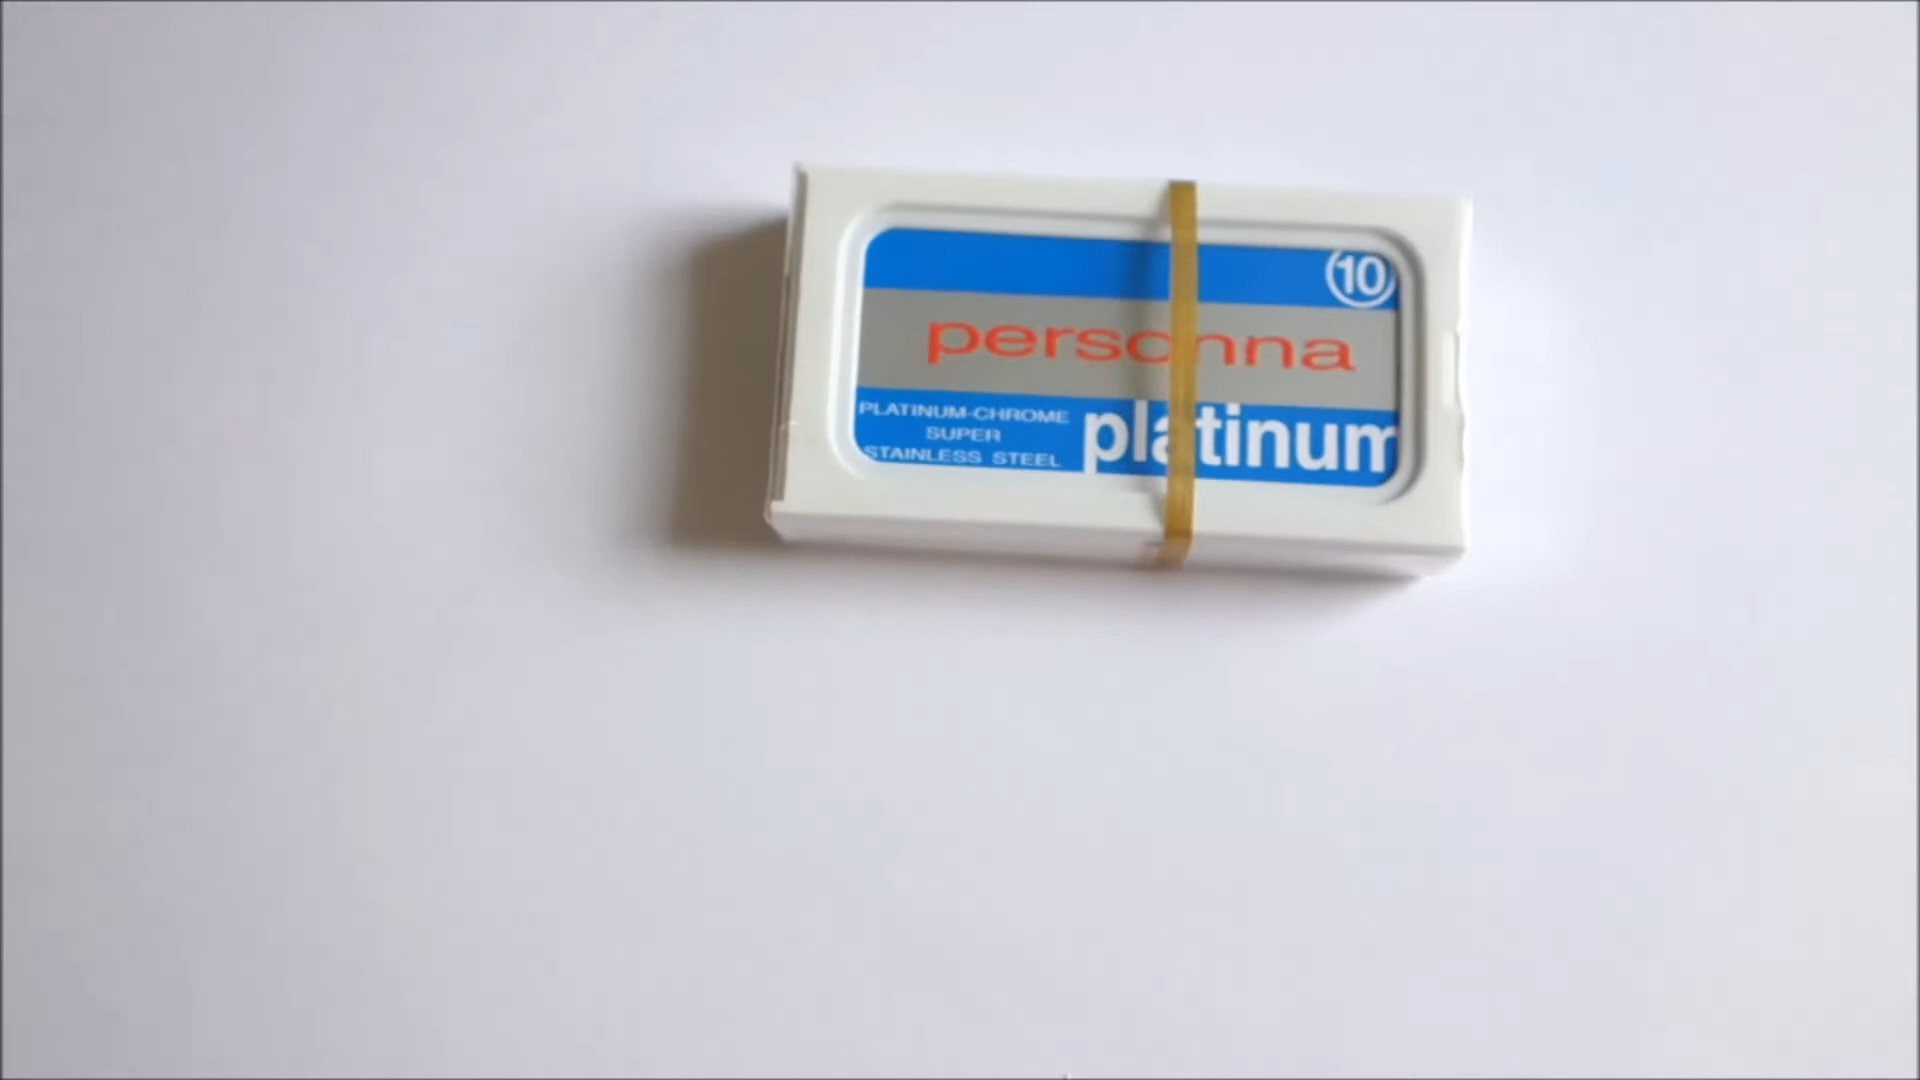 10
personna
PLATINUM-CHROME
SUPER
STAINLESS STEEL
platinum